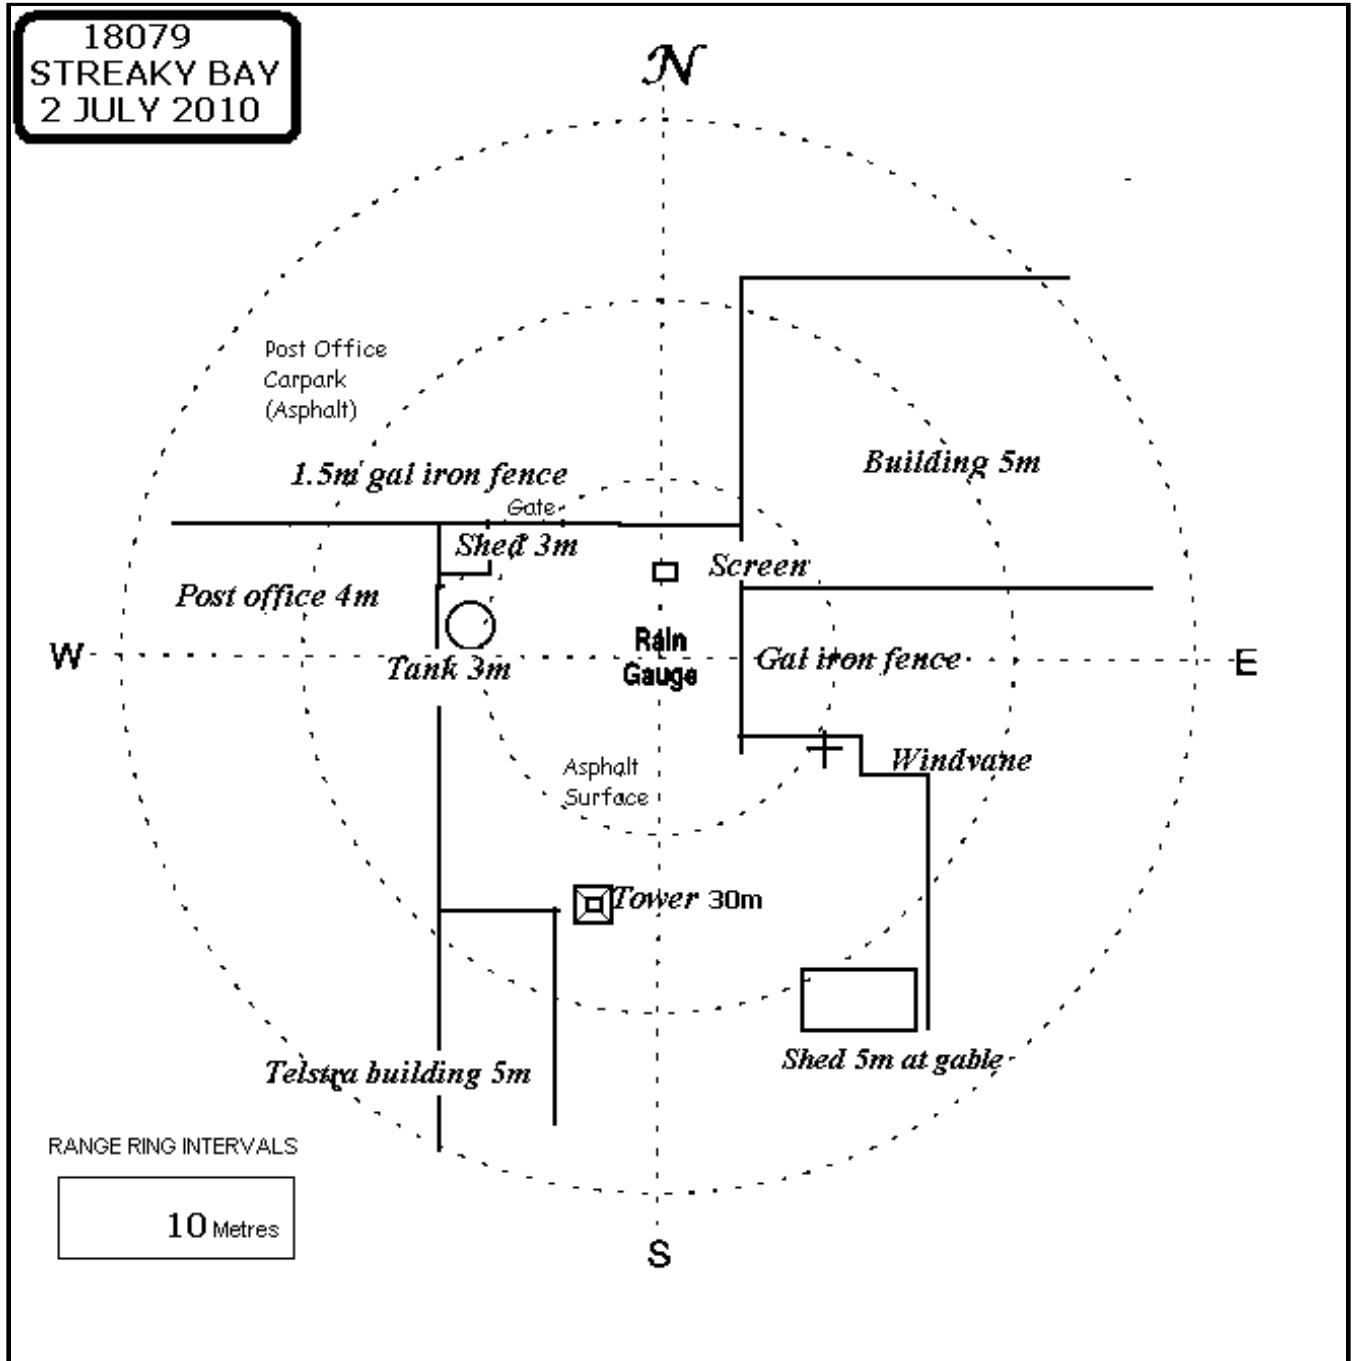 18079
STREAKY BAY
2 JULY 2010
N
Post Office
Carpark
(Asphalt)
1.5m gal iron fence
Building 5m
Gate
Shed 3m
Screen
Post office 4m
W
Tank 3m
Rain
Gauge
Gal iron fence
E
Windvane
Asphalt
Surface
Tower 30m
Telstra building 5m
Shed 5m at gable
RANGE RING INTERVALS
10 Metres
S